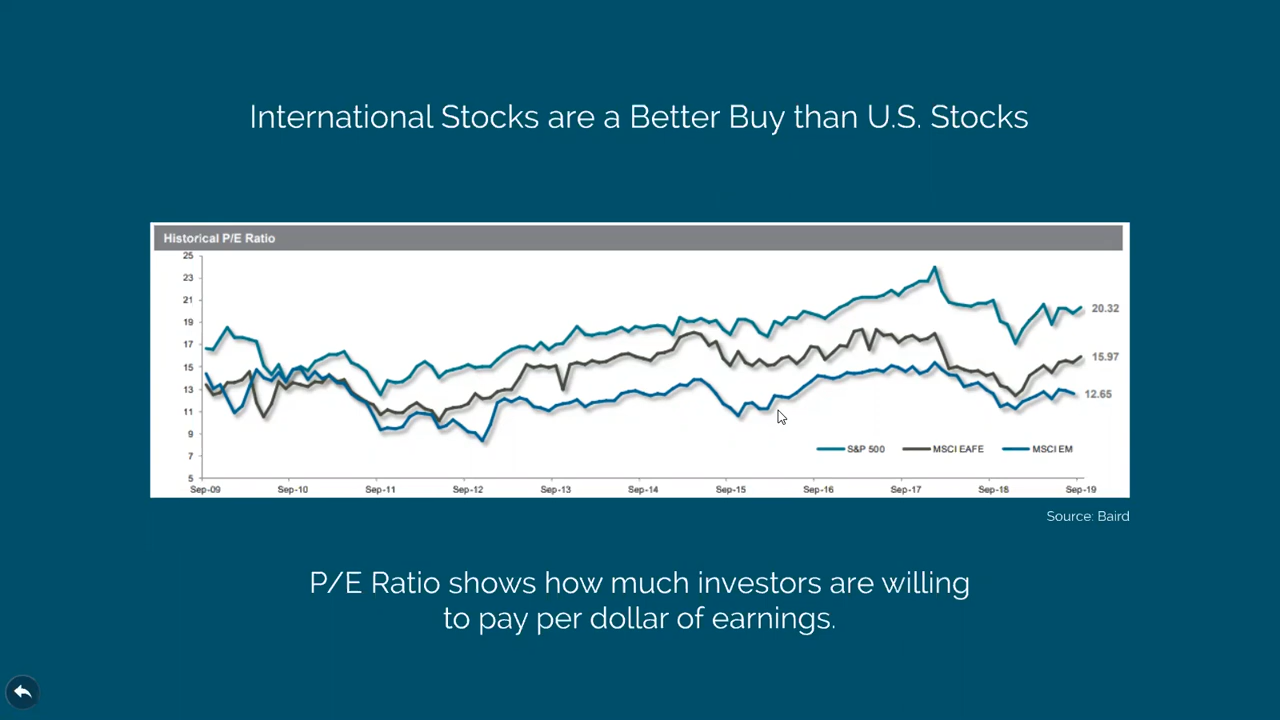 International Stocks are a Better Buy than U.S. Stocks
Historical P/E Ratio
25
23
21
19
17
15
13
11
9
7
5
20.32
15.97
12.65
S&P 500 MSCI EAFE MSCI EM
Sep-09 Sep-10 Sep-11 Sep-12 Sep-13 Sep-14 Sep-15 Sep-16 Sep-17 Sep-18 Sep-19
Source: Baird
P/E Ratio shows how much investors are willing
to pay per dollar of earnings.